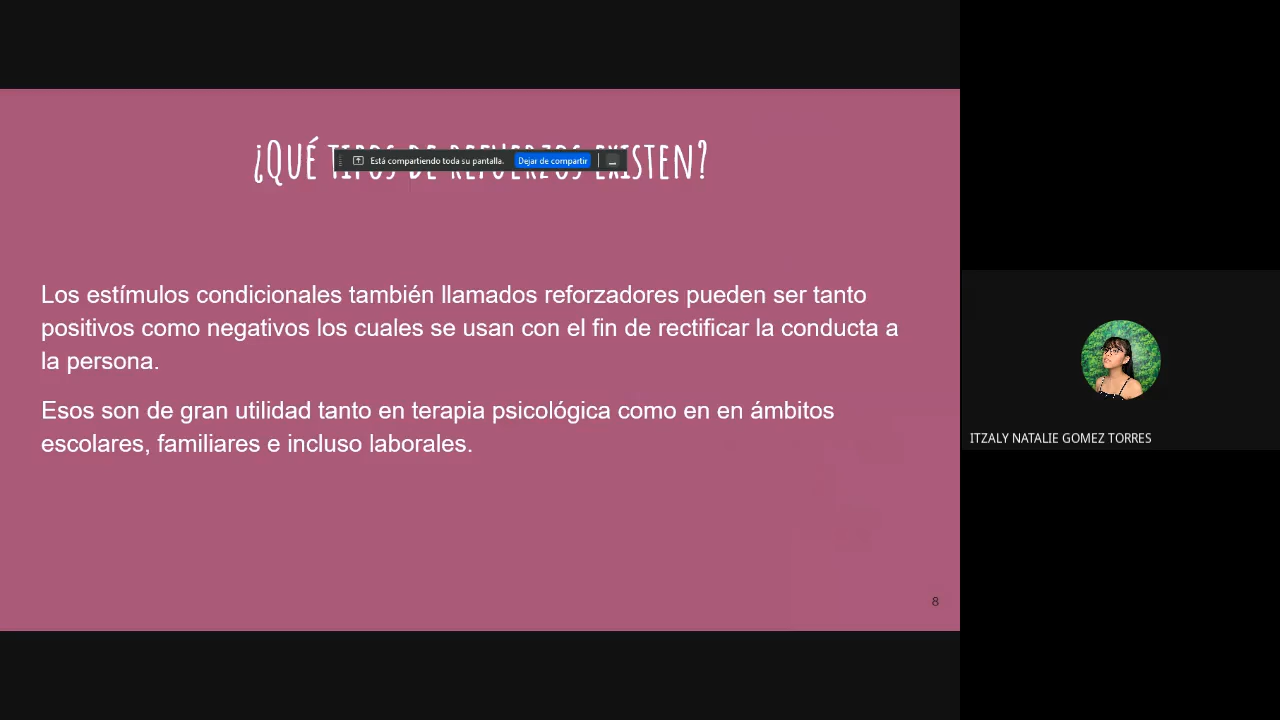 ¿QUÉ TIPOS DE REFUERZOS EXISTEN?
Está compartiendo toda su pantalla. Dejar de compartir
Los estímulos condicionales también llamados reforzadores pueden ser tanto
positivos como negativos los cuales se usan con el fin de rectificar la conducta a
la persona.
Esos son de gran utilidad tanto en terapia psicológica como en en ámbitos
escolares, familiares e incluso laborales.
ITZALY NATALIE GOMEZ TORRES
8